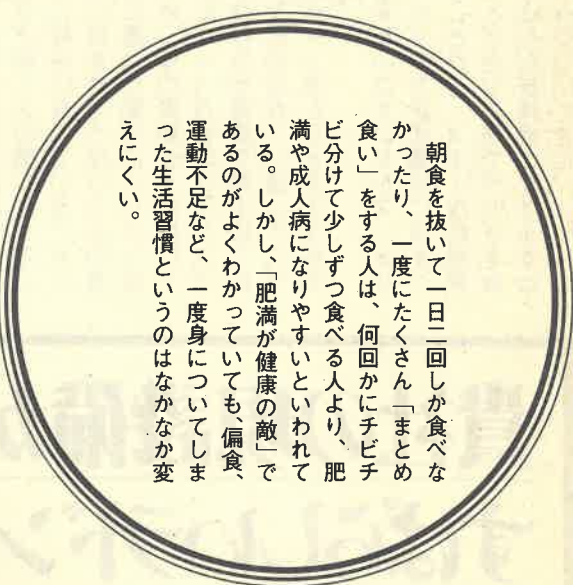 朝食を抜いて一日二回しか食べな
かったり、一度にたくさん「まとめ
食い」をする人は、何回かにチビチ
ビ分けて少しずつ食べる人より、肥
満や成人病になりやすいといわれて
いる。しかし、「肥満が健康の敵」で
あるのがよくわかっていても、偏食、
運動不足など、一度身についてしま
った生活習慣というのはなかなか変
えにくい。